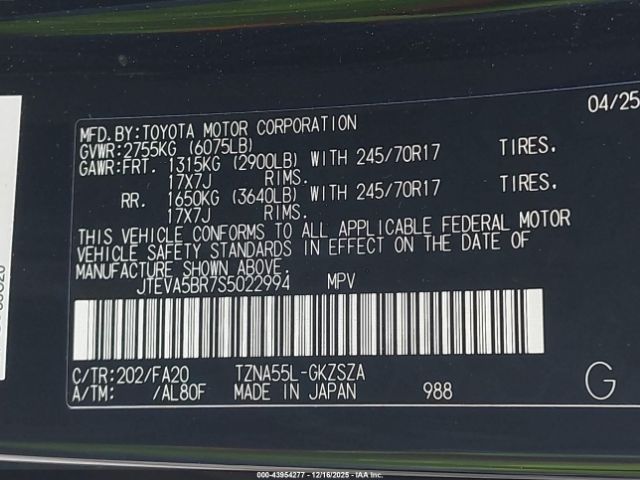 04/25
MFD.BY:TOYOTA MOTOR CORPORATION
GVWR:2755KG (6075LB)
GAWR:FRT. 1315KG (2900LB) WITH 245/70R17 TIRES.
17X7J RIMS.
RR. 1650KG (3640LB) WITH 245/70R17 TIRES.
17X7J RIMS.
THIS VEHICLE CONFORMS TO ALL APPLICABLE FEDERAL MOTOR
VEHICLE SAFETY STANDARDS IN EFFECT ON THE DATE OF
MANUFACTURE SHOWN ABOVE.
JTEVA5BR7S5022994 MPV
C/TR:202/FA20 TZNA55L-GKZSZA
A/TM: /AL80F MADE IN JAPAN 988 G
000-43954277 - 12/16/2025 - IAA.